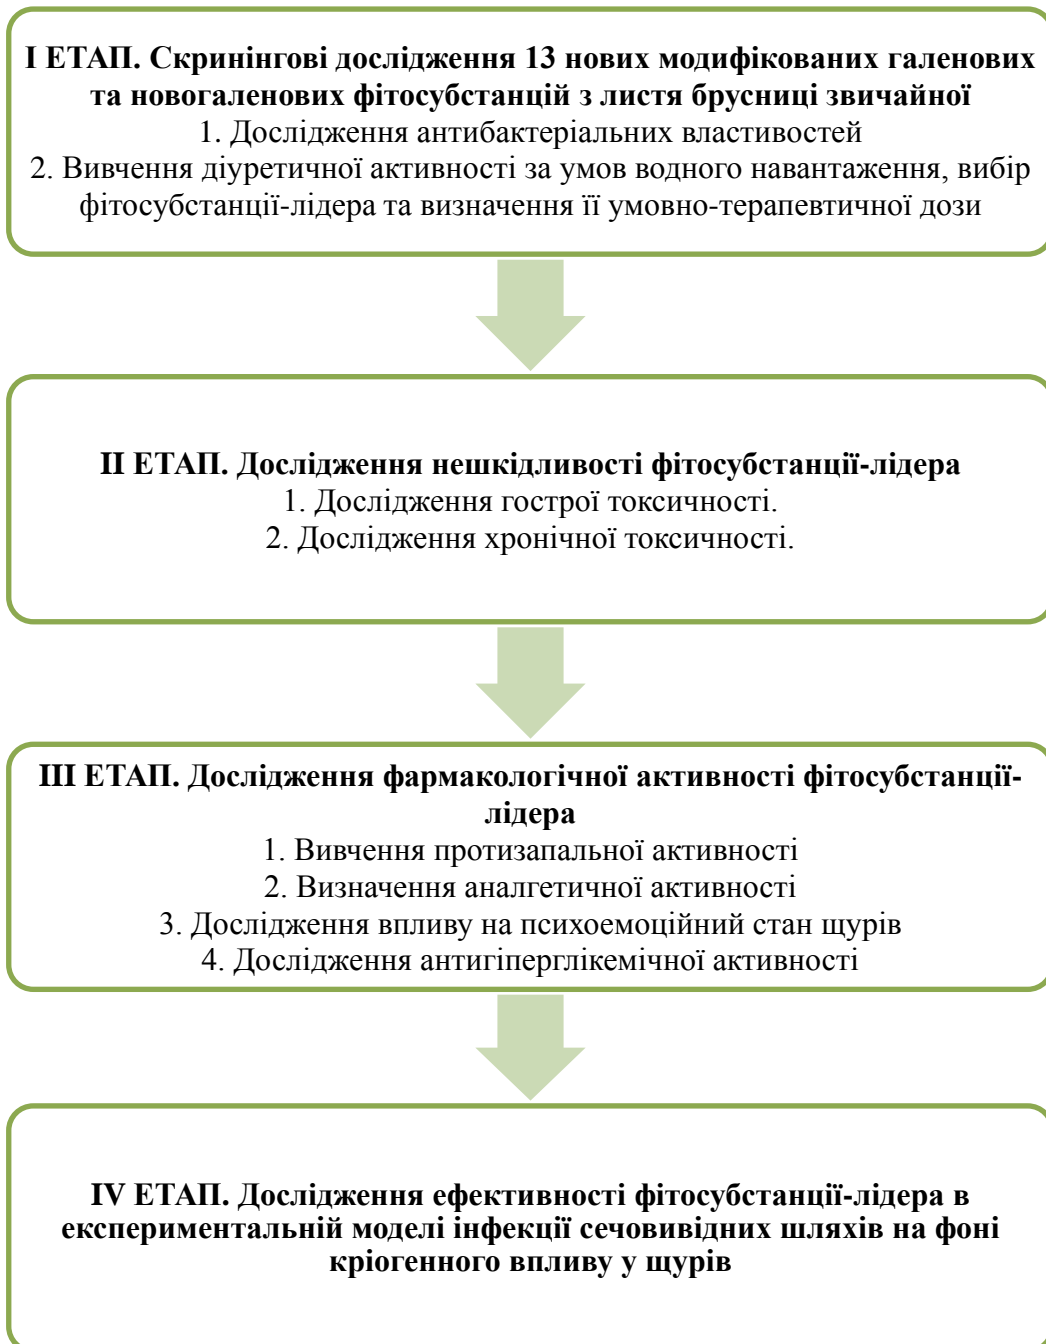 I ЕТАП. Скринінгові дослідження 13 нових модифікованих галенових
та новогаленових фітосубстанцій з листя брусниці звичайної
1. Дослідження антибактеріальних властивостей
2. Вивчення діуретичної активності за умов водного навантаження, вибір
фітосубстанції-лідера та визначення її умовно-терапевтичної дози
II ЕТАП. Дослідження нешкідливості фітосубстанції-лідера
1. Дослідження гострої токсичності.
2. Дослідження хронічної токсичності.
III ЕТАП. Дослідження фармакологічної активності фітосубстанції-
лідера
1. Вивчення протизапальної активності
2. Визначення аналгетичної активності
3. Дослідження впливу на психоемоційний стан щурів
4. Дослідження антигіперглікемічної активності
IV ЕТАП. Дослідження ефективності фітосубстанції-лідера в
експериментальній моделі інфекції сечовивідних шляхів на фоні
кріогенного впливу у щурів